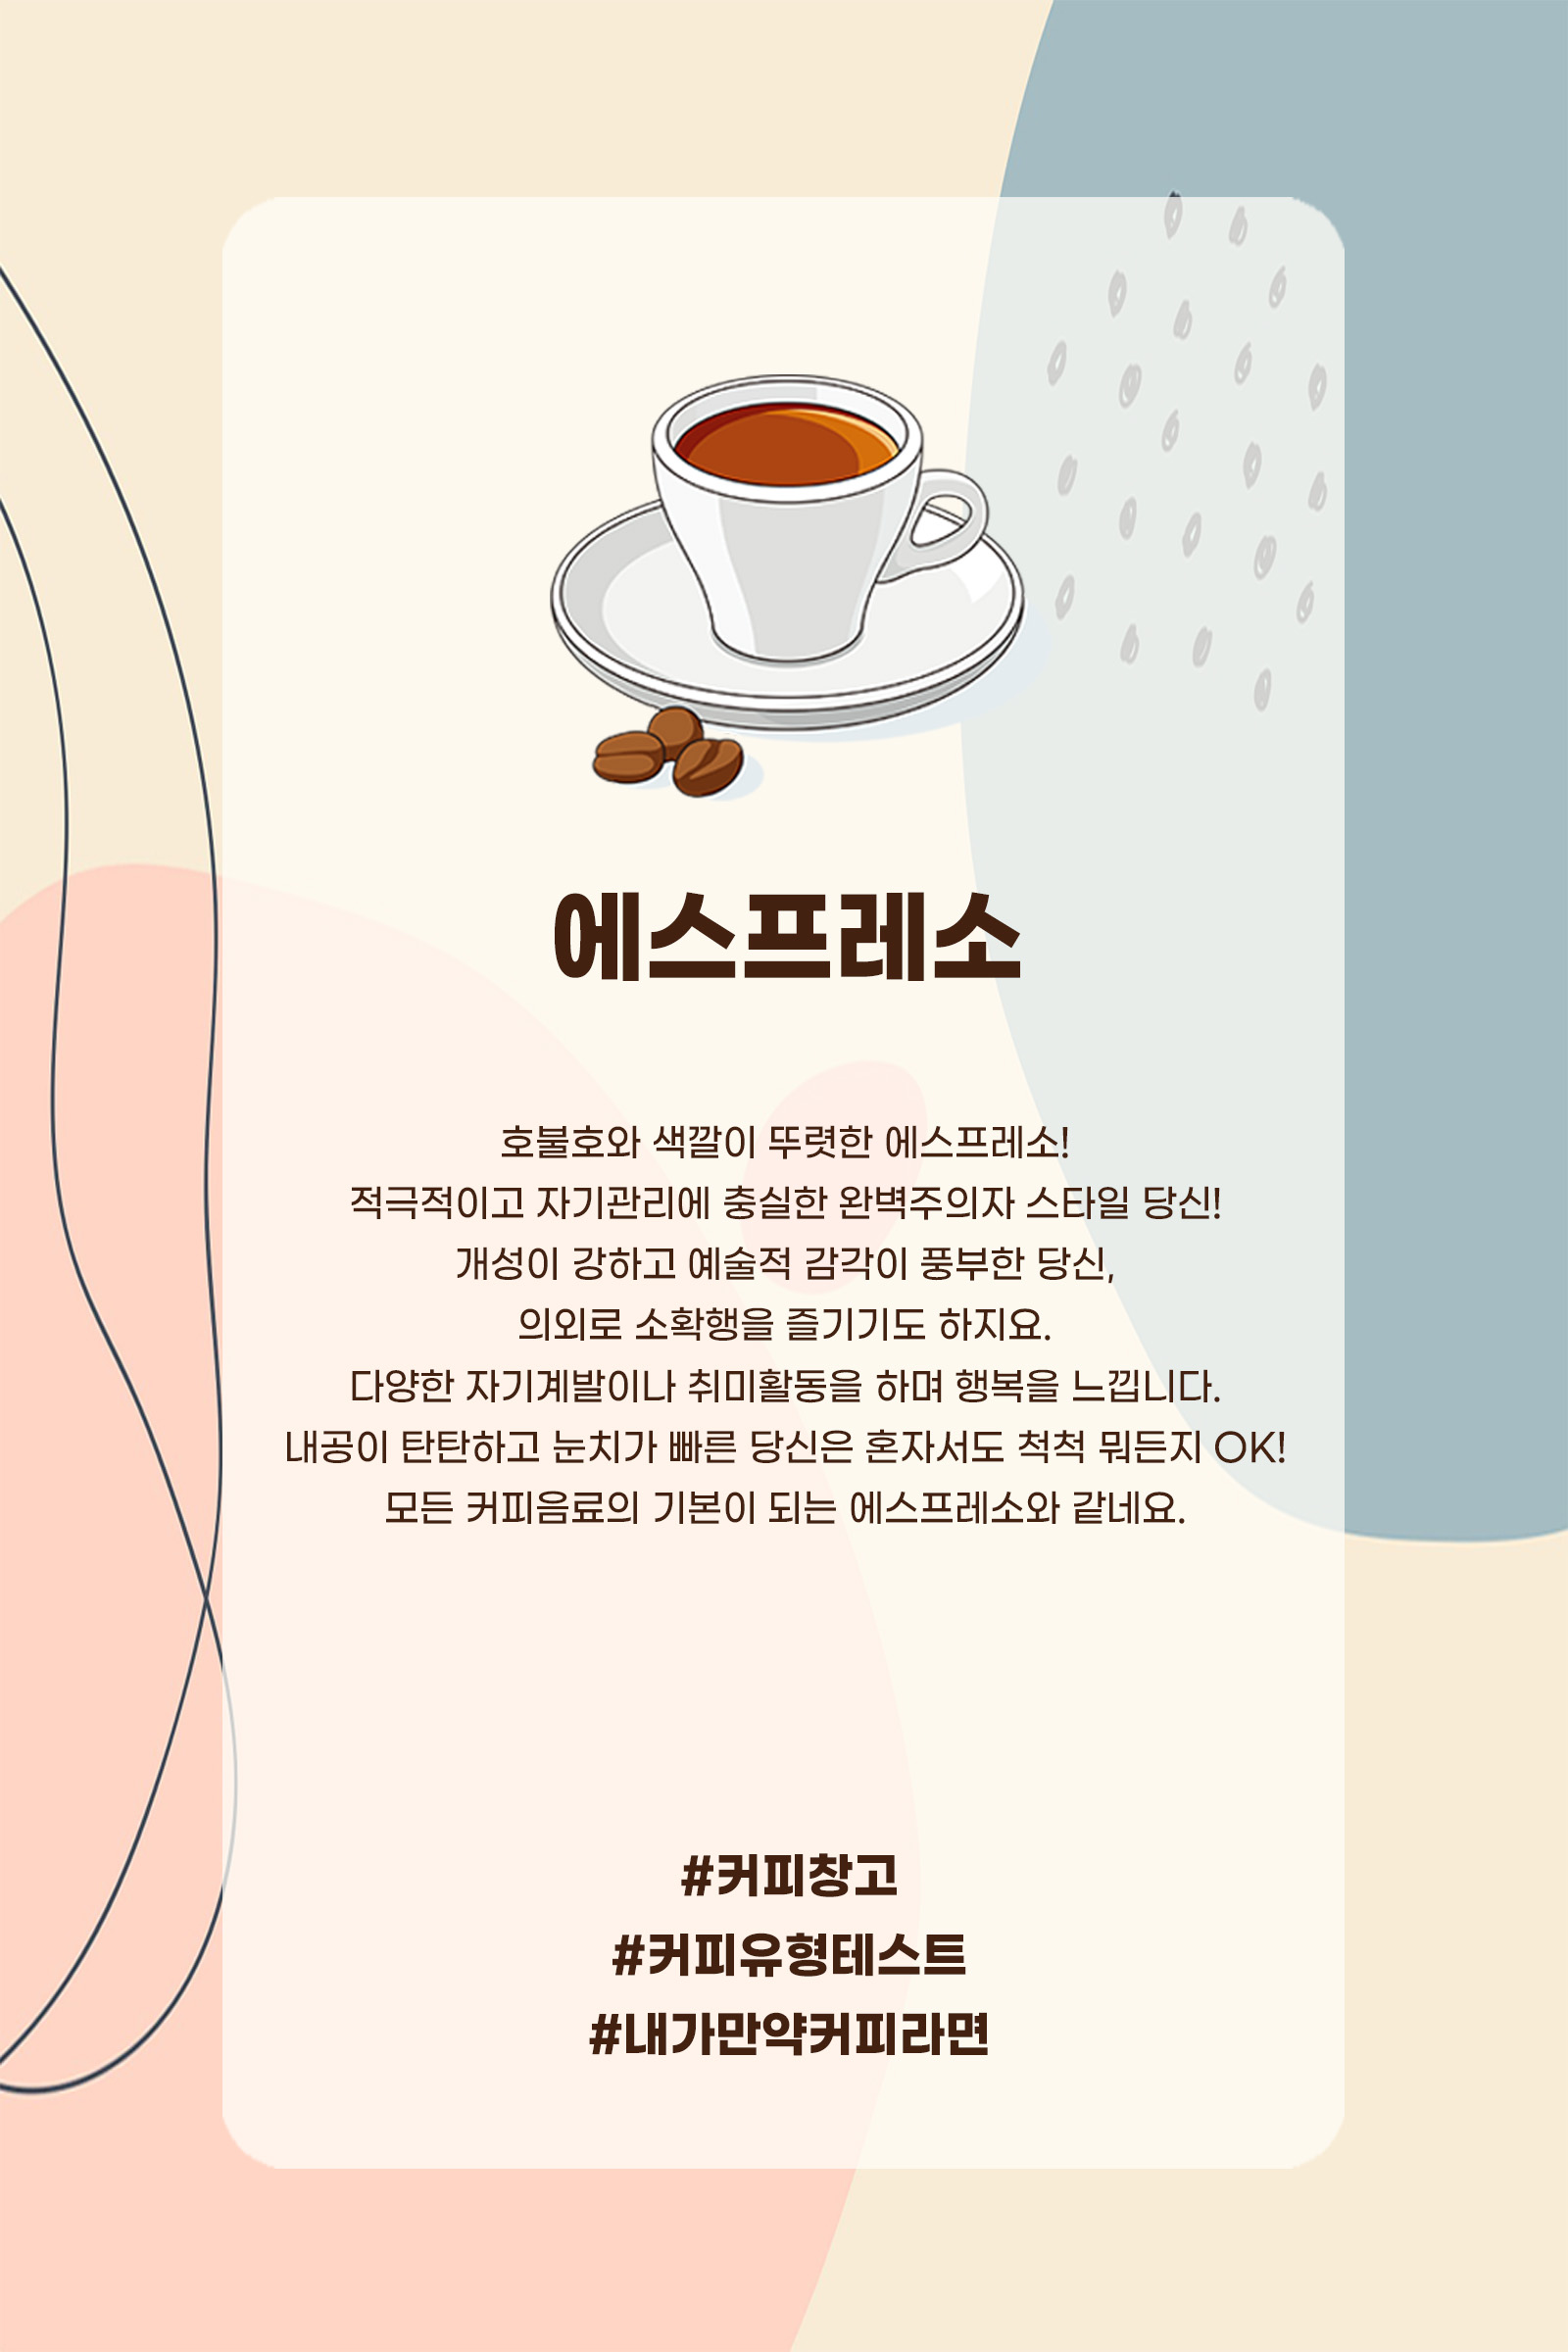 에스프레소
호불호와 색깔이 뚜렷한 에스프레소!
적극적이고 자기관리에 충실한 완벽주의자 스타일 당신!
개성이 강하고 예술적 감각이 풍부한 당신,
의외로 소확행을 즐기기도 하지요.
다양한 자기계발이나 취미활동을 하며 행복을 느낍니다.
내공이 탄탄하고 눈치가 빠른 당신은 혼자서도 척척 뭐든지 OK!
모든 커피음료의 기본이 되는 에스프레소와 같네요.
#커피창고
#커피유형테스트
#내가만약커피라면